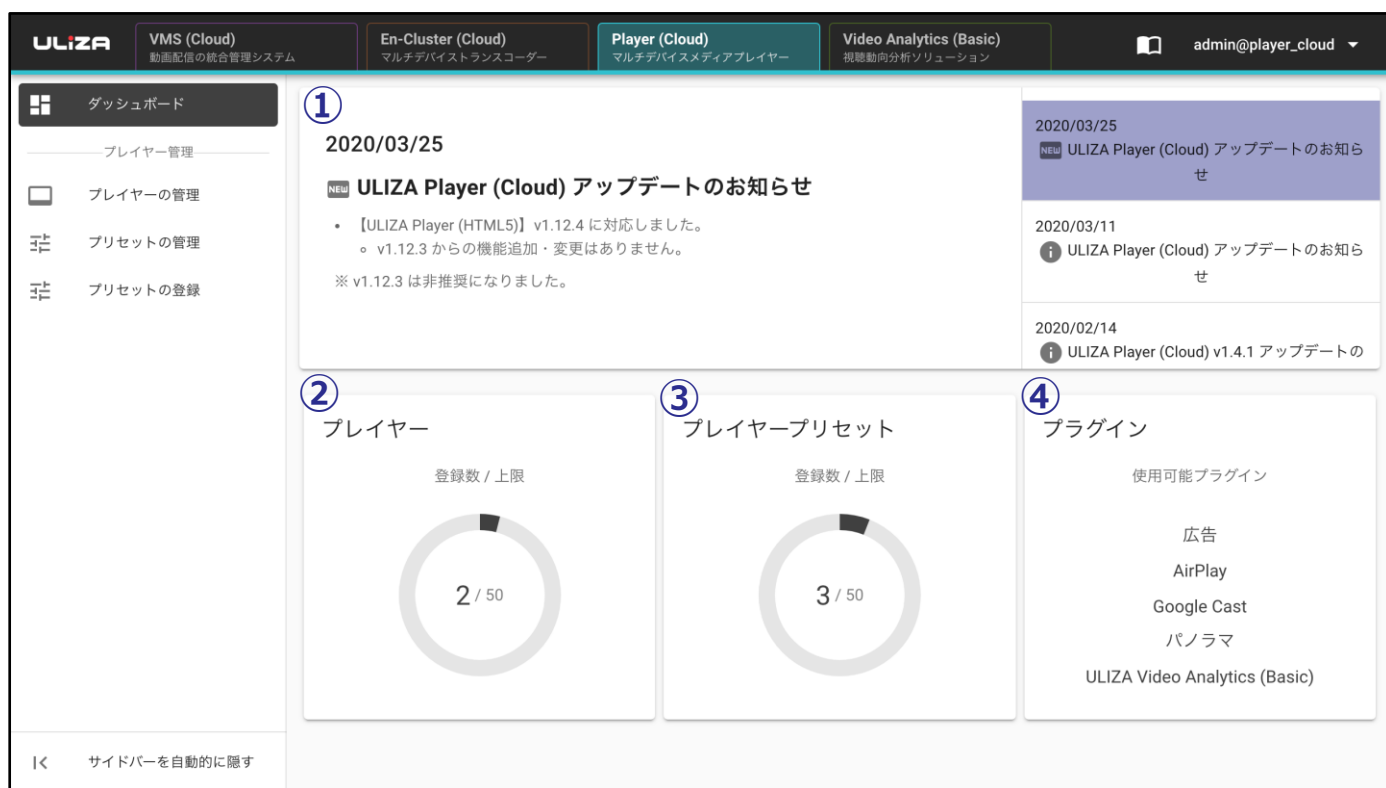 ULIZA
VMS (Cloud)
動画配信の統合管理システム
En-Cluster (Cloud)
マルチデバイストランスコーダー
Player (Cloud)
マルチデバイスメディアプレイヤー
Video Analytics (Basic)
視聴動向分析ソリューション
admin@player_cloud
ダッシュボード
プレイヤー管理
プレイヤーの管理
プリセットの管理
プリセットの登録
サイドバーを自動的に隠す
①
2020/03/25
NEW ULIZA Player (Cloud) アップデートのお知らせ
• 【ULIZA Player (HTML5)】v1.12.4 に対応しました。
v1.12.3 からの機能追加・変更はありません。
※ v1.12.3 は非推奨になりました。
2020/03/25
NEW ULIZA Player (Cloud) アップデートのお知ら
せ
2020/03/11
ULIZA Player (Cloud) アップデートのお知ら
せ
2020/02/14
ULIZA Player (Cloud) v1.4.1 アップデートの
②
プレイヤー
登録数 / 上限
2 / 50
③
プレイヤープリセット
登録数 / 上限
3 / 50
④
プラグイン
使用可能プラグイン
広告
AirPlay
Google Cast
パノラマ
ULIZA Video Analytics (Basic)